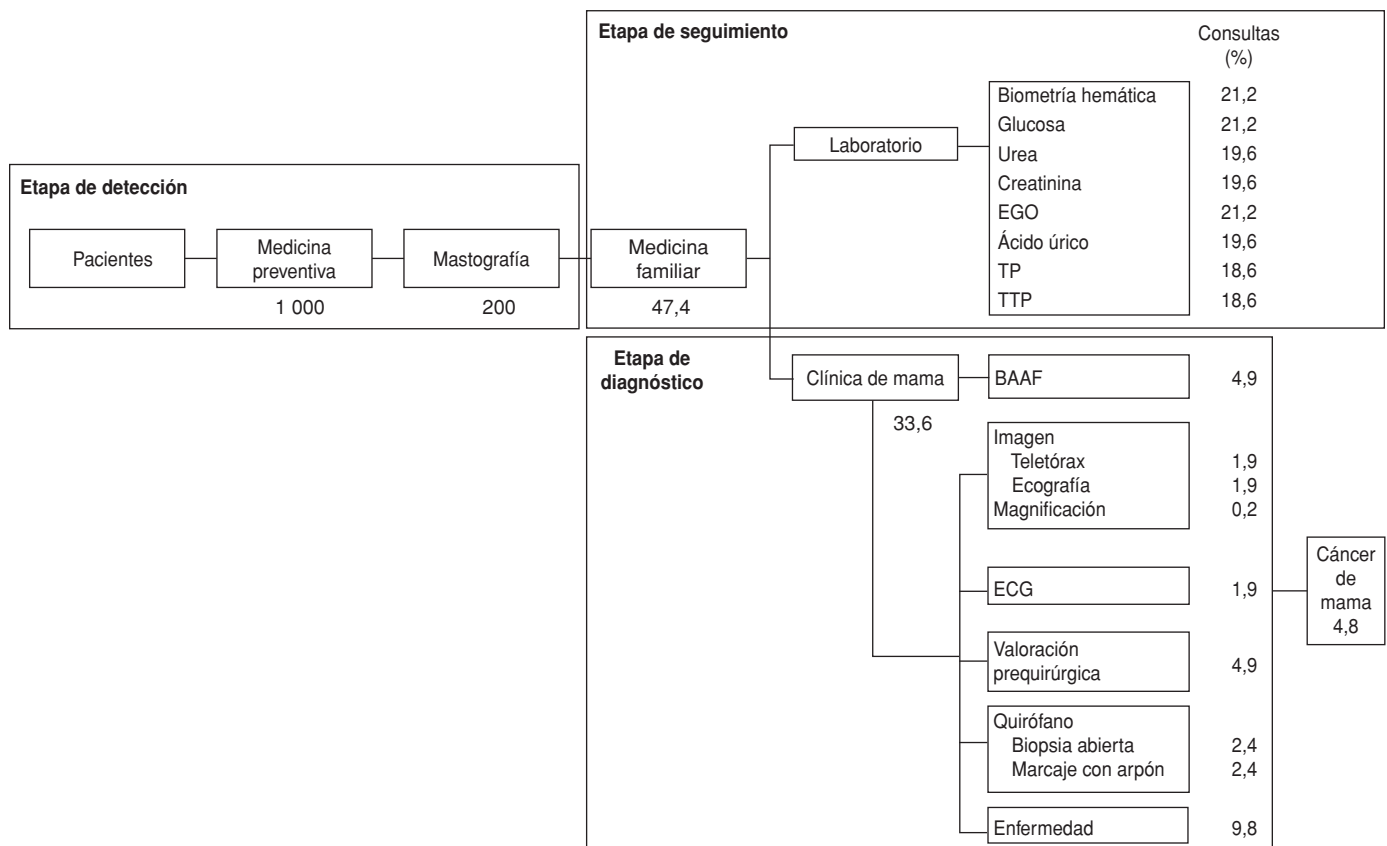 Etapa de seguimiento
Consultas
(%)
Biometría hemática 21,2
Glucosa 21,2
Laboratorio
Urea 19,6
Creatinina 19,6
EGO 21,2
Ácido úrico 19,6
TP 18,6
TTP 18,6
Etapa de detección
Pacientes
Medicina
preventiva
1 000
Mastografía
200
Medicina
familiar
47,4
Etapa de
diagnóstico
Clínica de mama
33,6
BAAF 4,9
Imagen
Teletórax 1,9
Ecografía 1,9
Magnificación 0,2
ECG 1,9
Valoración
prequirúrgica 4,9
Quirófano
Biopsia abierta 2,4
Marcaje con arpón 2,4
Enfermedad 9,8
Cáncer
de
mama
4,8